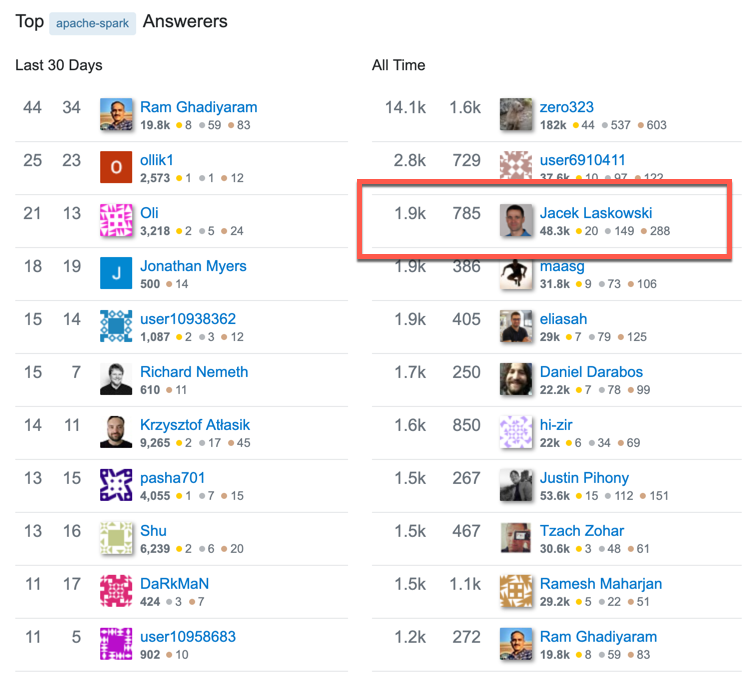 Top apache-spark Answerers
Last 30 Days
44 34 Ram Ghadiyaram
19.8k 8 59 83
25 23 O ollik1
2,573 1 1 12
21 13 Oli
3,218 2 5 24
18 19 J Jonathan Myers
500 14
15 14 user10938362
1,087 2 3 12
15 7 Richard Nemeth
610 11
14 11 Krzysztof Atłasik
9,265 2 17 45
13 15 pasha701
4,055 1 7 15
13 16 Shu
6,239 2 6 20
11 17 DaRkMaN
424 3 7
11 5 user10958683
902 10
All Time
14.1k 1.6k zero323
182k 44 537 603
2.8k 729 user6910411
37.6k 10 97 122
1.9k 785 Jacek Laskowski
48.3k 20 149 288
1.9k 386 maasg
31.8k 9 73 106
1.9k 405 eliasah
29k 7 79 125
1.7k 250 Daniel Darabos
22.2k 7 78 99
1.6k 850 hi-zir
22k 6 34 69
1.5k 267 Justin Pihony
53.6k 15 112 151
1.5k 467 Tzach Zohar
30.6k 3 48 61
1.5k 1.1k Ramesh Maharjan
29.2k 5 22 51
1.2k 272 Ram Ghadiyaram
19.8k 8 59 83